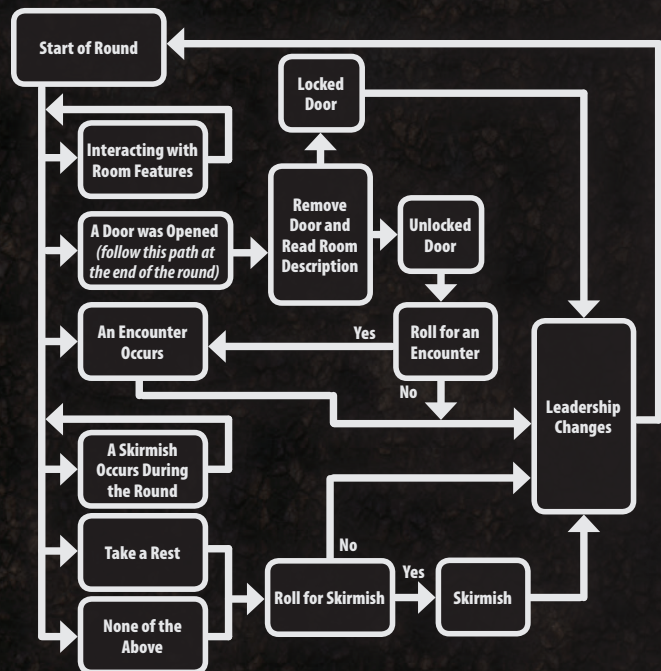 Start of Round
Locked
Door
Interacting with
Room Features
Remove
Door and
Read Room
Description
A Door was Opened
(follow this path at
the end of the round)
Unlocked
Door
An Encounter
Occurs
Yes
Roll for an
Encounter
No
Leadership
Changes
A Skirmish
Occurs During
the Round
Take a Rest
No
Roll for Skirmish
Yes
Skirmish
None of the
Above